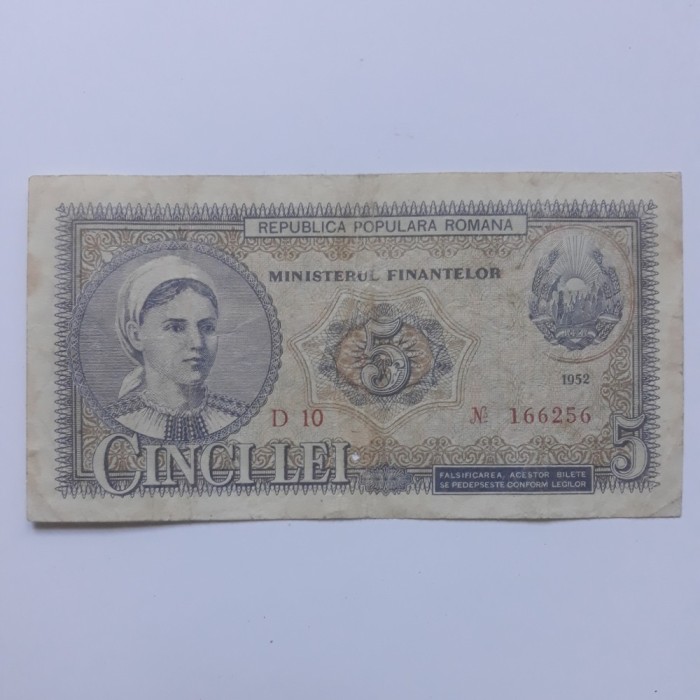 REPUBLICA POPULARA ROMANA
MINISTERUL FINANTELOR
5
1952
D 10 № 166256
CINCI LEI 5
FALSIFICAREA ACESTOR BILETE
SE PEDEPSESTE CONFORM LEGILOR